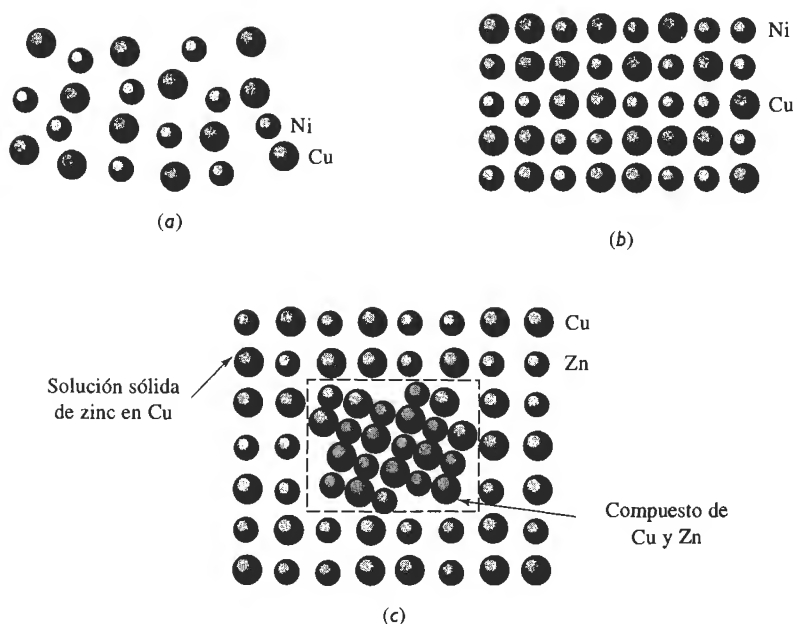 Ni
Cu
(a)
Ni
Cu
(b)
Cu
Zn
Solución sólida
de zinc en Cu
Compuesto de
Cu y Zn
(c)